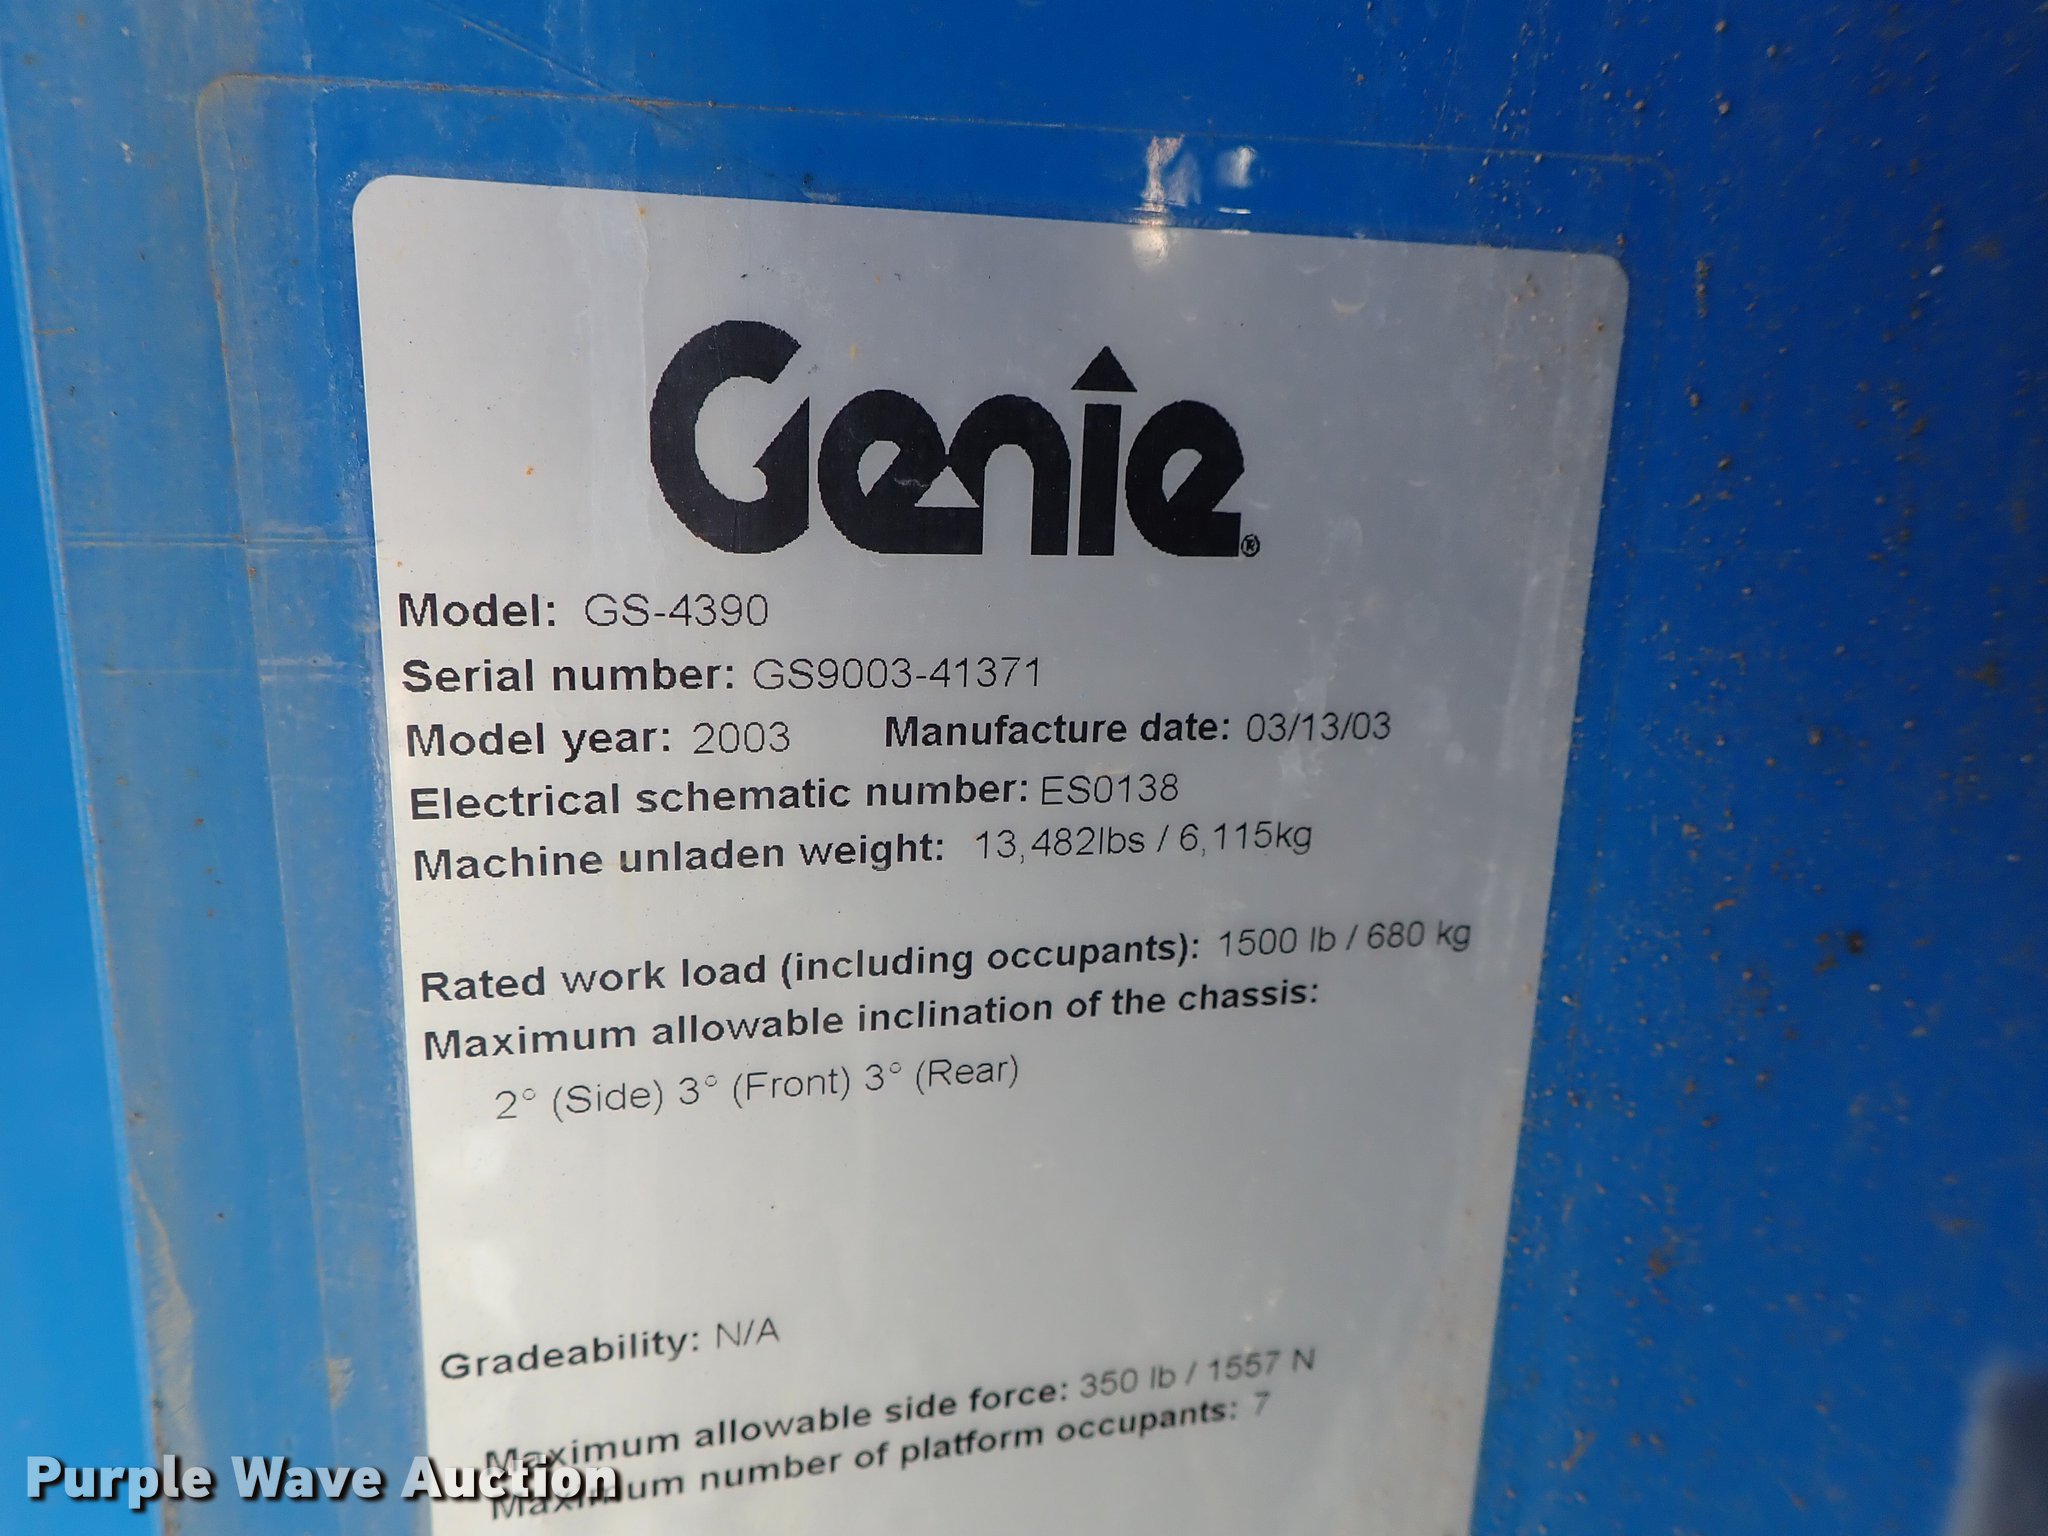 Genie®
Model: GS-4390
Serial number: GS9003-41371
Model year: 2003 Manufacture date: 03/13/03
Electrical schematic number: ES0138
Machine unladen weight: 13,482lbs / 6,115kg
Rated work load (including occupants): 1500 lb / 680 kg
Maximum allowable inclination of the chassis:
2° (Side) 3° (Front) 3° (Rear)
Gradeability: N/A
Maximum allowable side force: 350 lb / 1557 N
Maximum number of platform occupants: 7
Purple Wave Auction